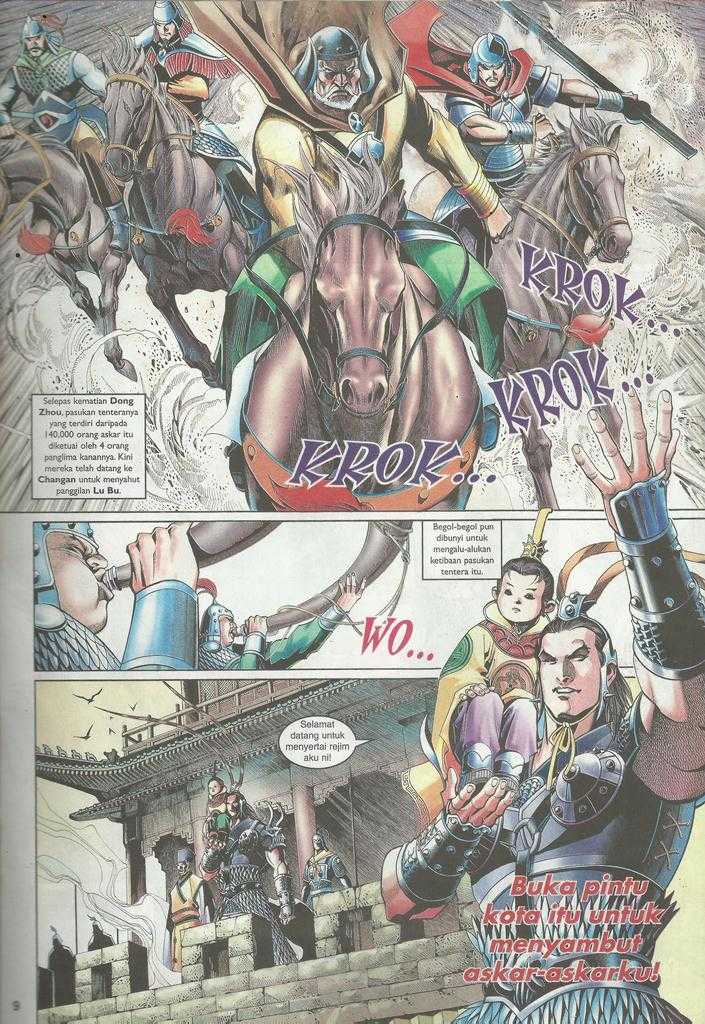 KROK...
KROK...
KROK...
Selepas kematian Dong
Zhou, pasukan tenteranya
yang terdiri daripada
140,000 orang askar itu
diketuai oleh 4 orang
panglima kanannya. Kini
mereka telah datang ke
Changan untuk menyahut
panggilan Lu Bu.
Begol-begol pun
dibunyi untuk
mengalu-alukan
ketibaan pasukan
tentera itu.
WO...
Selamat
datang untuk
menyertai rejim
aku ni!
Buka pintu
kota itu untuk
menyambut
askar-askarku!
9